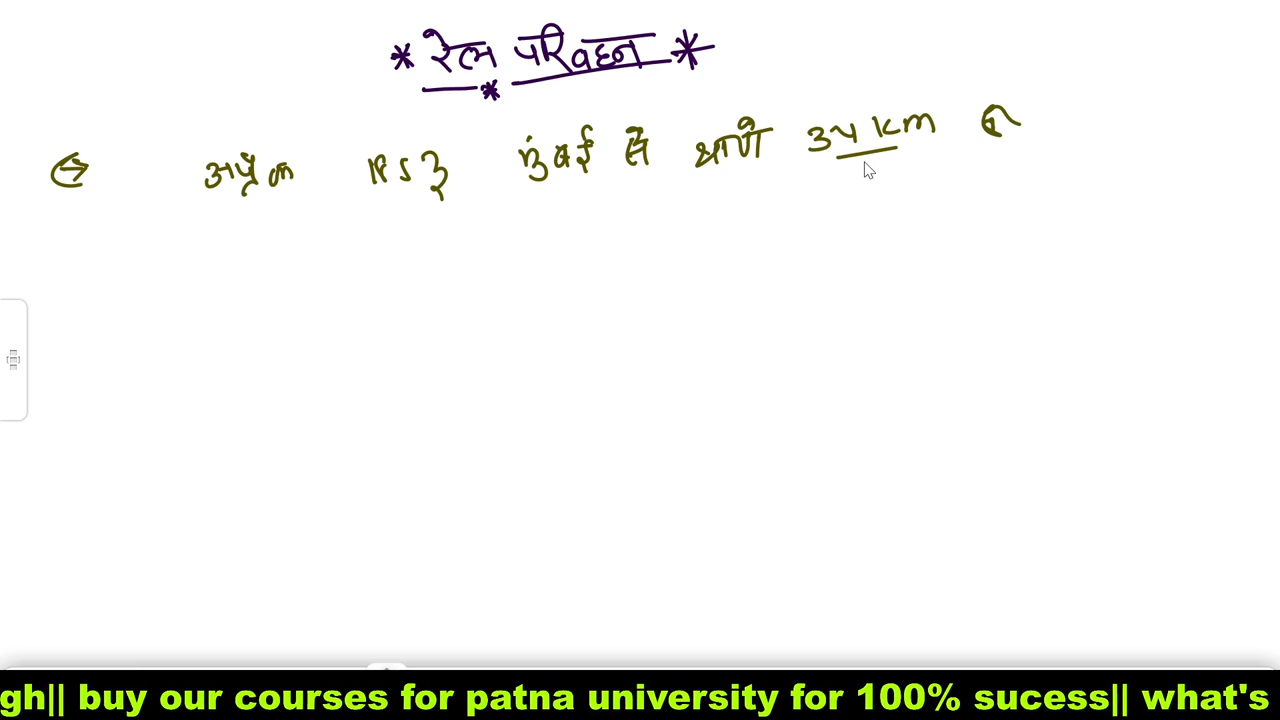 * रेल परिवहन *
*
⇒ अप्रैल 1853 मुंबई से थाणे 34 km
gh|| buy our courses for patna university for 100% sucess|| what's